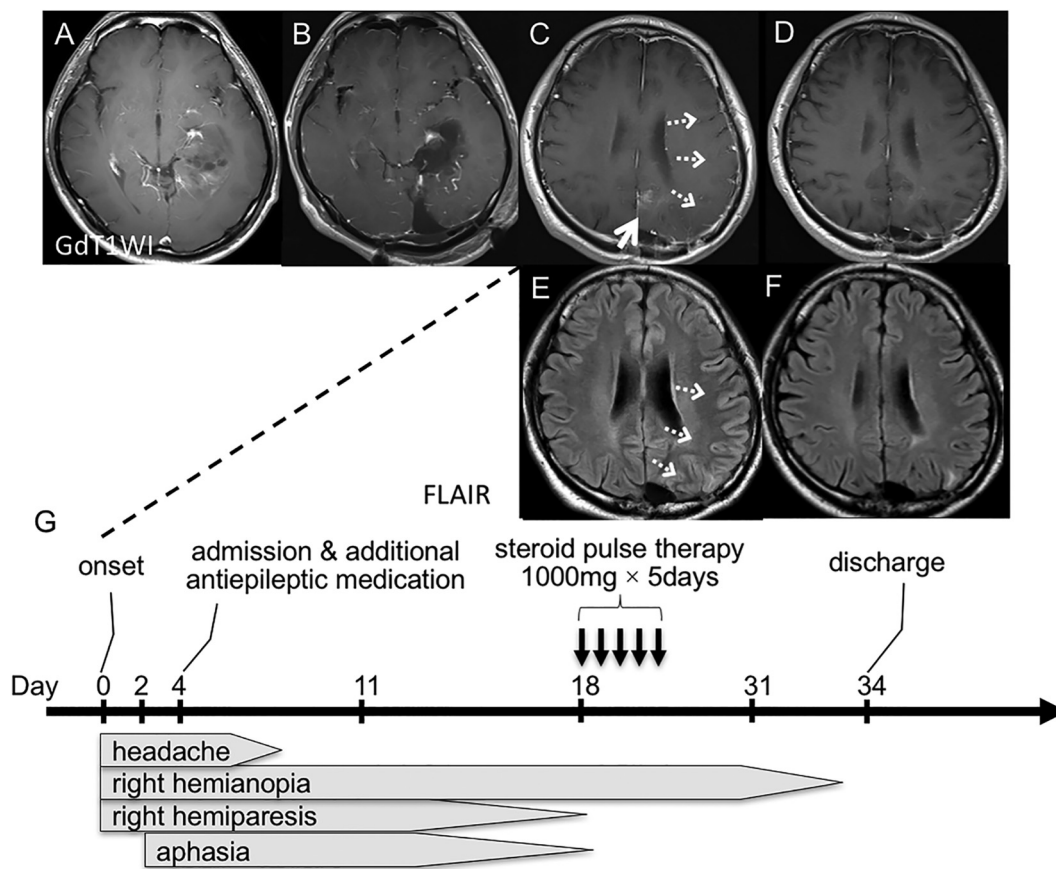 A
B
C
D
GdT1WI
E
F
FLAIR
G
onset
admission & additional
antiepileptic medication
steroid pulse therapy
1000mg × 5days
discharge
Day 0 2 4 11 18 31 34
headache
right hemianopia
right hemiparesis
aphasia